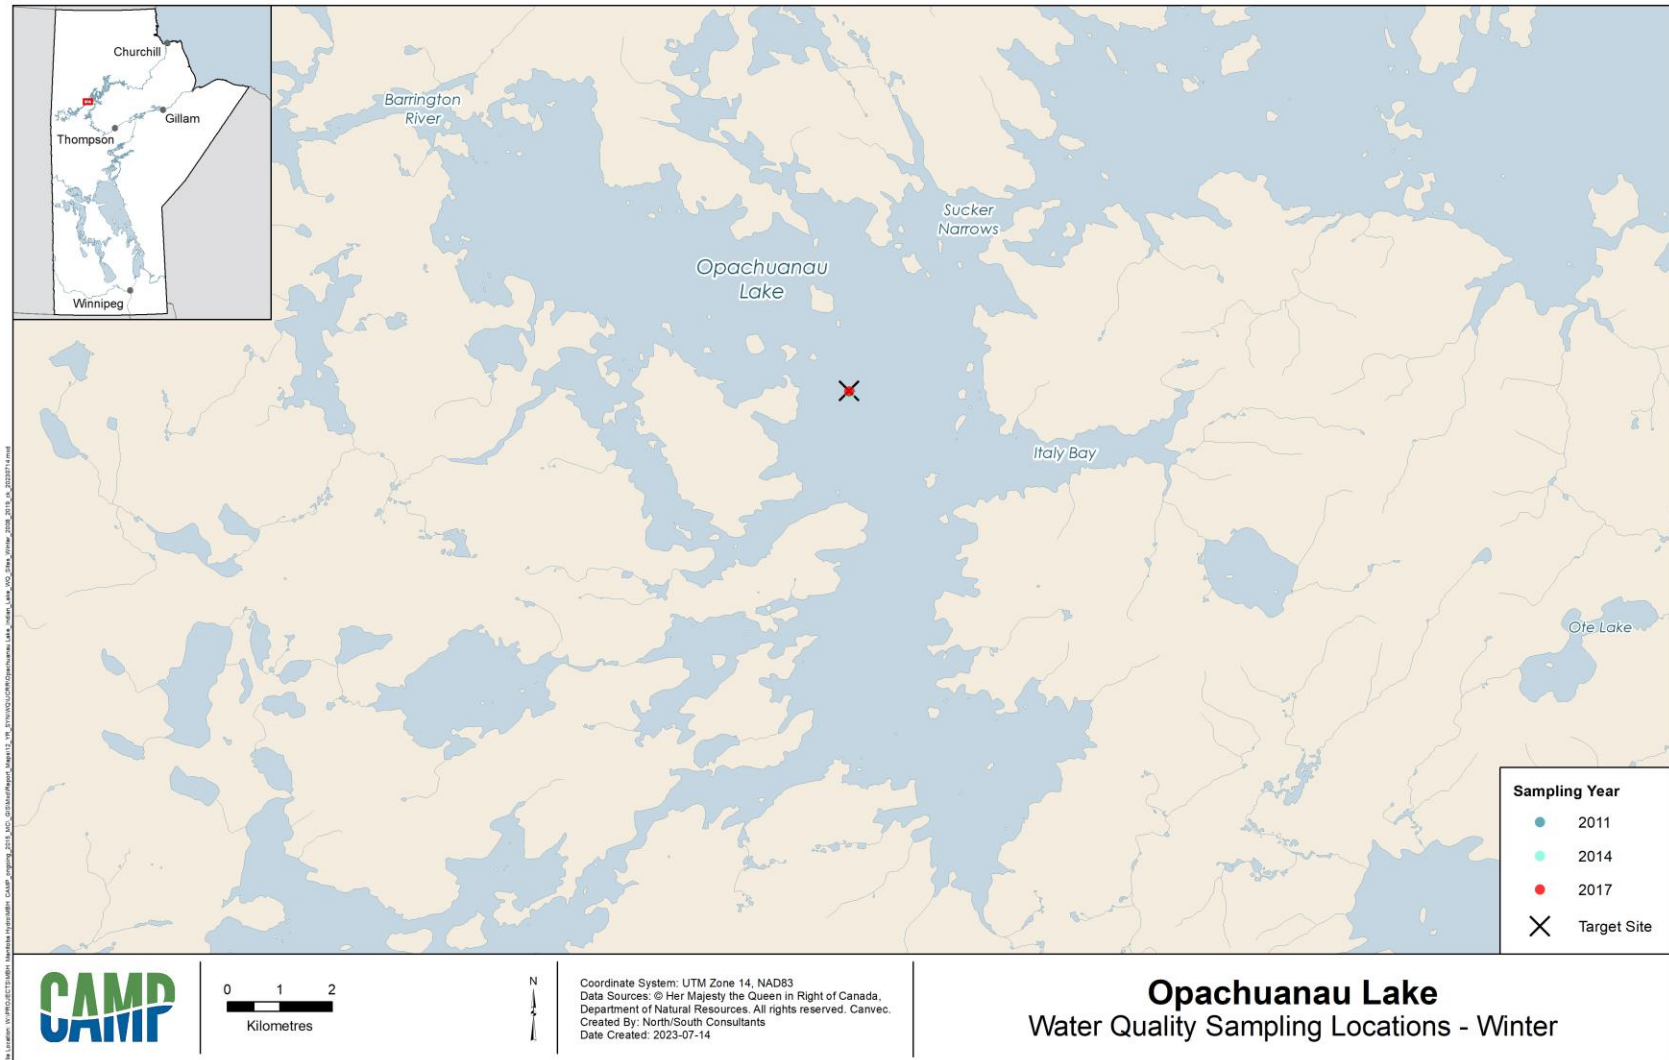 Churchill
Gillam
Thompson
Winnipeg
Barrington
River
Sucker
Narrows
Opachuanau
Lake
Italy Bay
Ote Lake
Sampling Year
2011
2014
2017
Target Site
CAMP
0 1 2
Kilometres
N
Coordinate System: UTM Zone 14, NAD83
Data Sources: © Her Majesty the Queen in Right of Canada,
Department of Natural Resources. All rights reserved. Canvec.
Created By: North/South Consultants
Date Created: 2023-07-14
Opachuanau Lake
Water Quality Sampling Locations - Winter